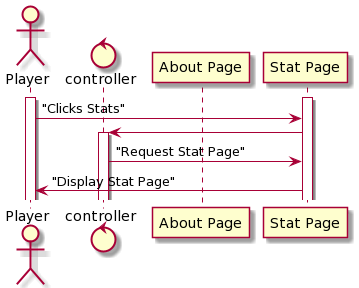 Player controller About Page Stat Page
"Clicks Stats"
"Request Stat Page"
"Display Stat Page"
Player controller About Page Stat Page